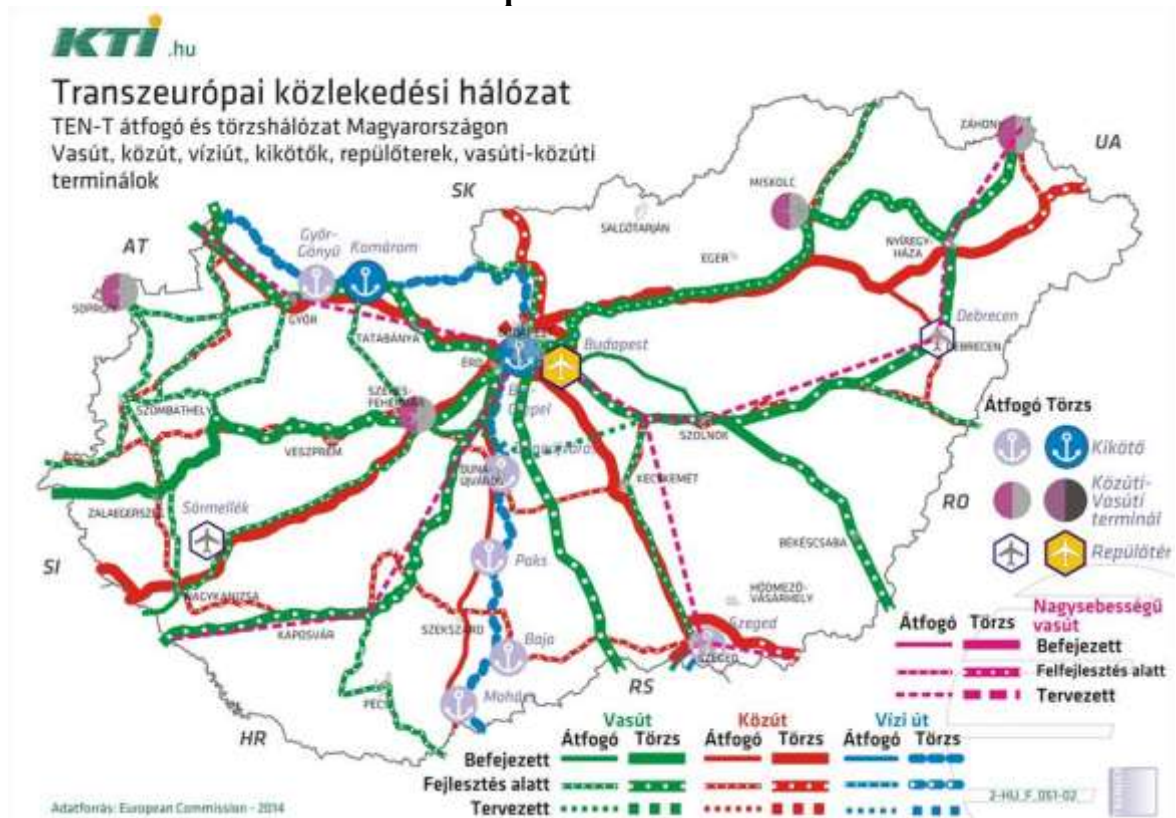 KTI .hu
Transzeurópai közlekedési hálózat
TEN-T átfogó és törzshálózat Magyarországon
Vasút, közút, víziút, kikötők, repülőterek, vasúti-közúti
terminálok
SK
UA
AT
RO
SI
HR
RS
ZÁHONY
MISKOLC
SALGÓTARJÁN
EGER
NYÍREGY-
HÁZA
Győr-
Gönyű
Komárom
SOPRON
GYŐR
TATABÁNYA
ÉRD
Budapest
Debrecen
DEBRECEN
SZOMBATHELY
SZÉKES-
FEHÉRVÁR
Csepel
SZOLNOK
VESZPRÉM
DUNA-
ÚJVÁROS
KECSKEMÉT
ZALAEGERSZEG
Sármellék
BÉKÉSCSABA
Paks
NAGYKANIZSA
HÓDMEZŐ-
VÁSÁRHELY
KAPOSVÁR
SZEKSZÁRD
Baja
Szeged
SZEGED
PÉCS
Mohács
Átfogó Törzs
Kikötő
Közúti-
Vasúti
terminál
Repülőtér
Nagysebességű
vasút
Átfogó Törzs
Befejezett
Felfejlesztés alatt
Tervezett
Vasút Közút Vízi út
Átfogó Törzs Átfogó Törzs Átfogó Törzs
Befejezett
Fejlesztés alatt
Tervezett
Adatforrás: European Commission - 2014
2-HU_F_051-02